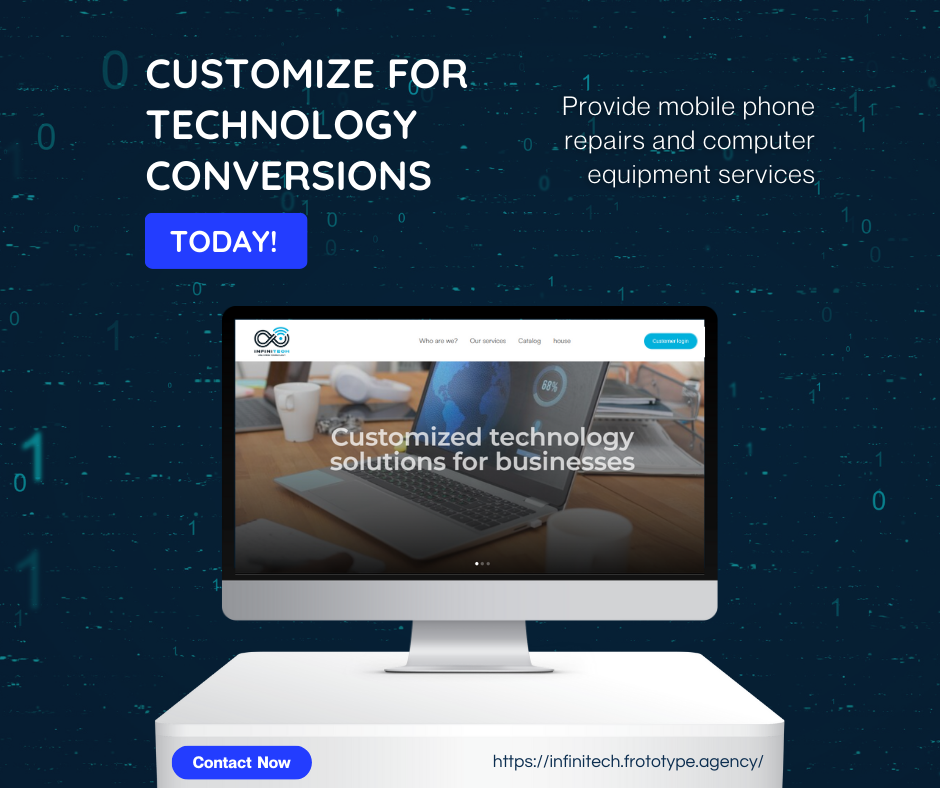 CUSTOMIZE FOR
TECHNOLOGY
CONVERSIONS
TODAY!
Provide mobile phone
repairs and computer
equipment services
INFINITECH
Who are we?
Our services
Catalog
house
Customer login
68%
Customized technology
solutions for businesses
Contact Now
https://infinitech.frototype.agency/